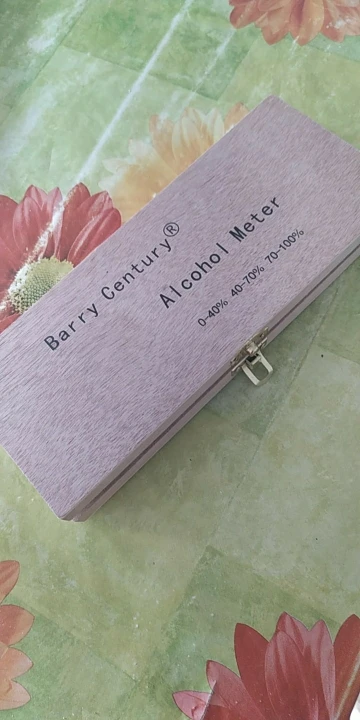 Barry Century®
Alcohol Meter
0-40% 40-70% 70-100%